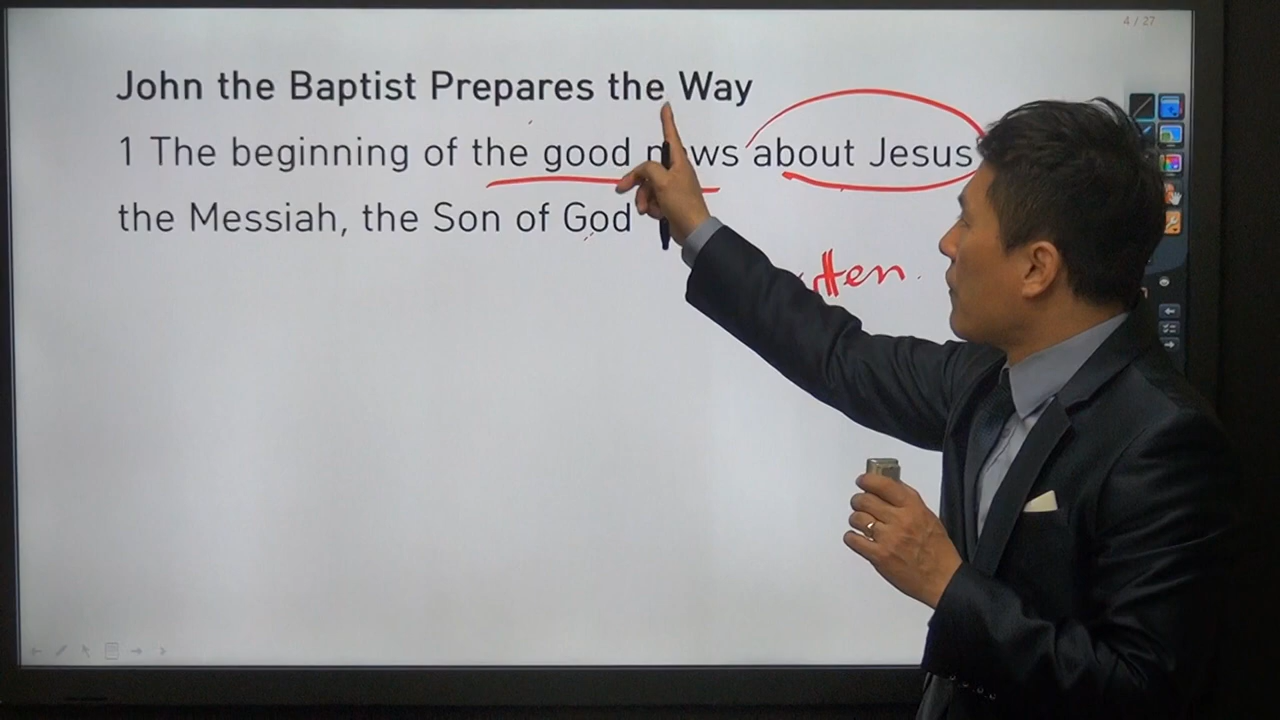 4 / 27
John the Baptist Prepares the Way
1 The beginning of the good news about Jesus
the Messiah, the Son of God